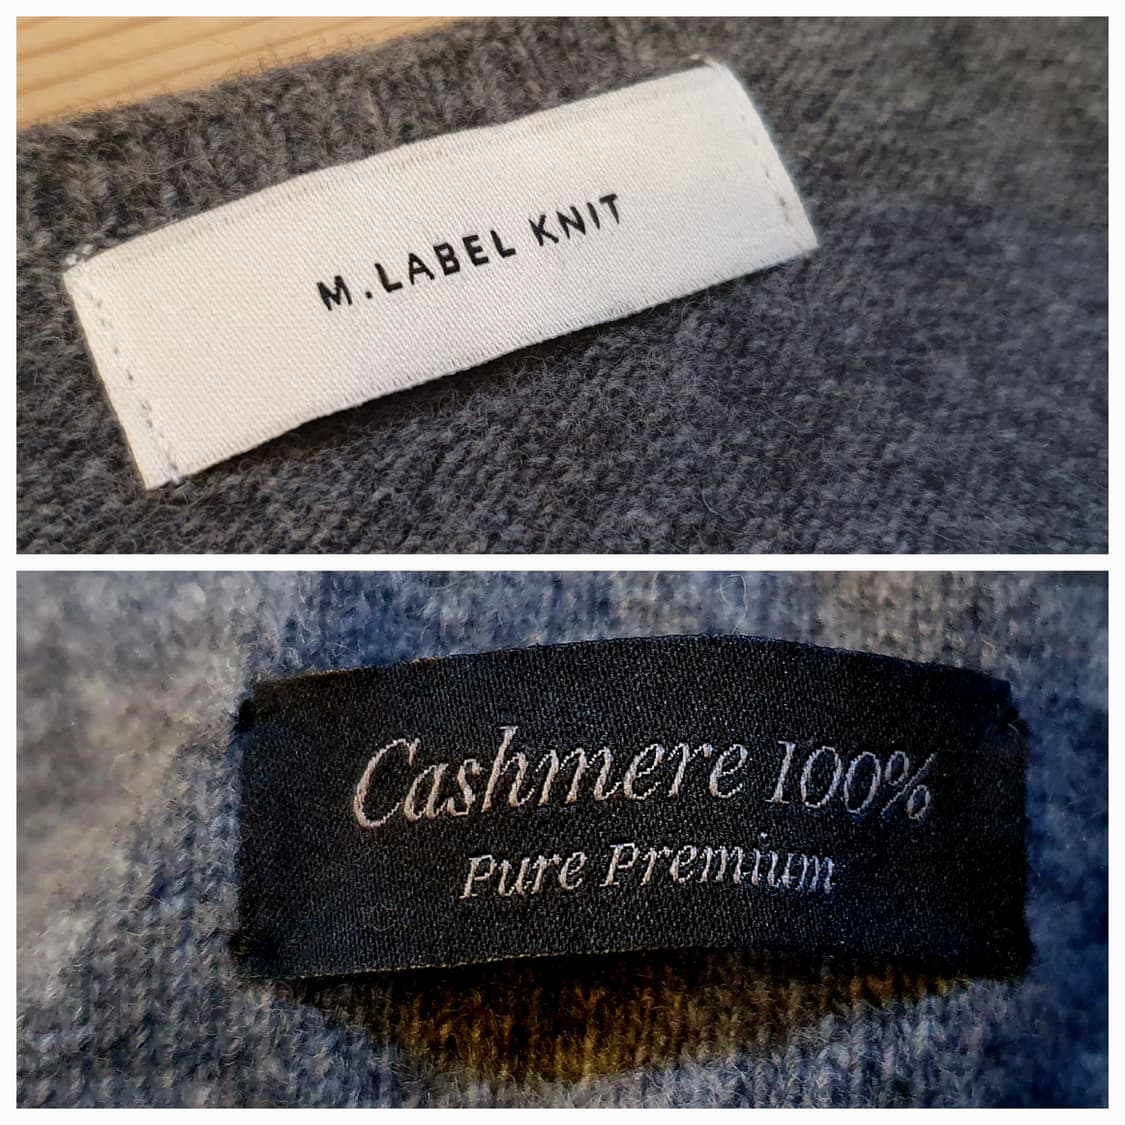 M.LABEL KNIT
Cashmere 100%
Pure Premium